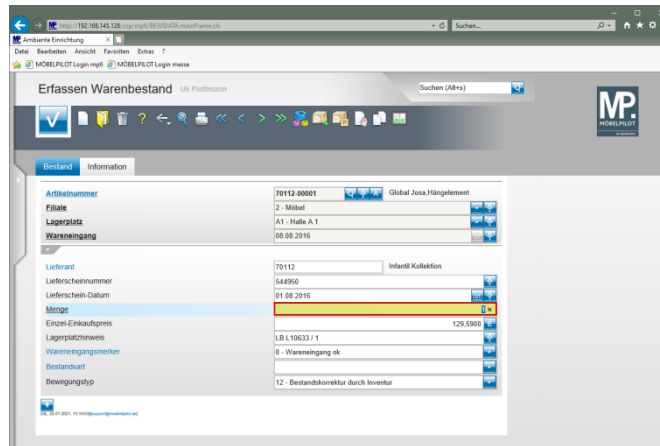 http://192.168.145.128/csp/mp6/BEWIDATA.mainFrame.cls
Suchen...
Ambiente Einrichtung
Datei Bearbeiten Ansicht Favoriten Extras ?
MÖBELPILOT Login mp6 MÖBELPILOT Login messe
Erfassen Warenbestand Uli Flottmann
Suchen (Alt+s)
MP.
MÖBELPILOT
Bestand Information
Artikelnummer 70112-00001 Global Josa,Hängelement
Filiale 2 - Möbel
Lagerplatz A1 - Halle A 1
Wareneingang 08.08.2016
Lieferant 70112 Infantil Kollektion
Lieferscheinnummer 544950
Lieferschein-Datum 01.08.2016
Menge 1
Einzel-Einkaufspreis 129,5900
Lagerplatzhinweis LB L10633 / 1
Wareneingangsmerker 0 - Wareneingang ok
Bestandsart
Bewegungstyp 12 - Bestandskorrektur durch Inventur